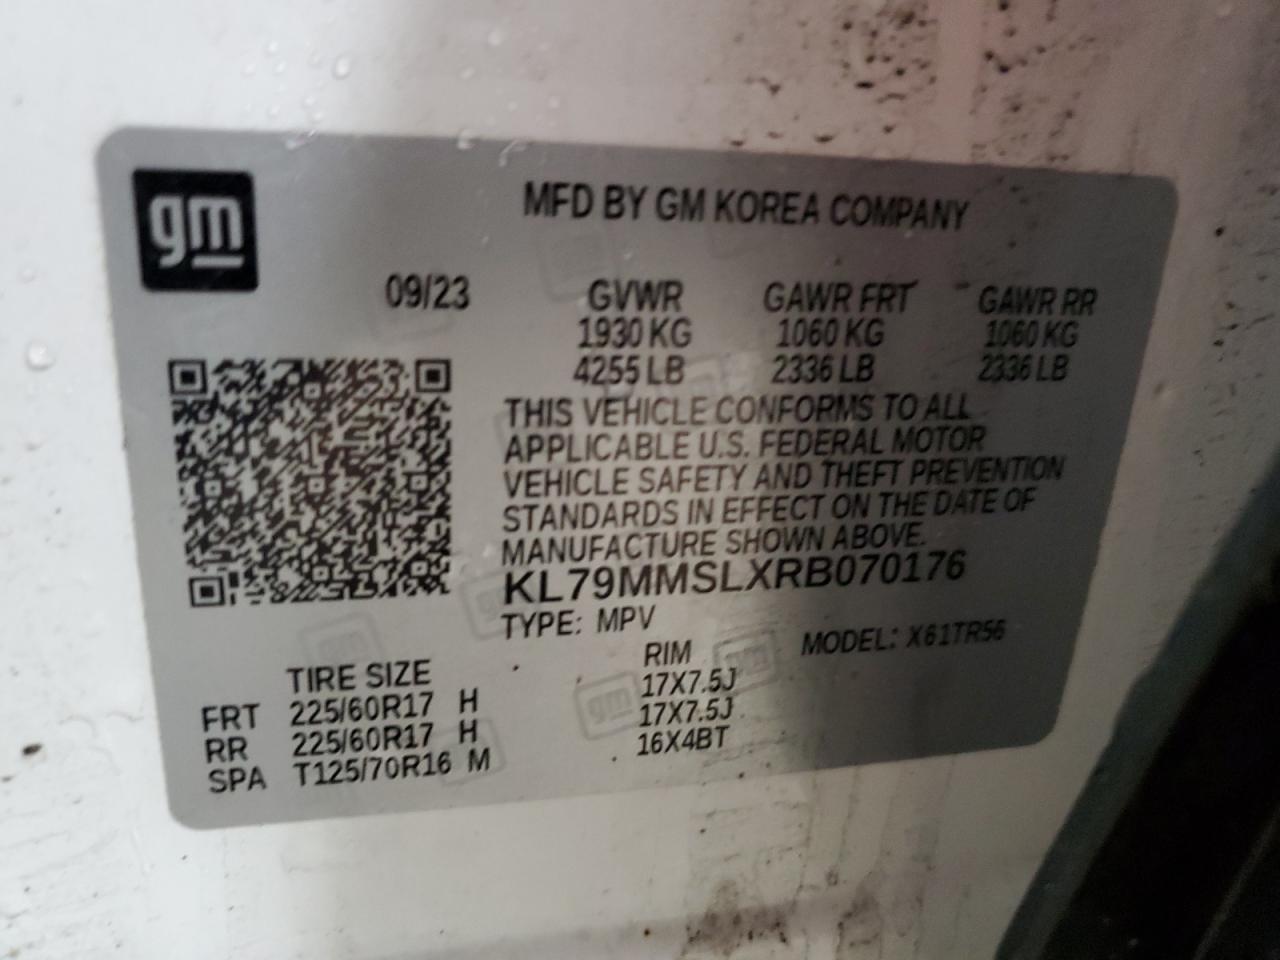 gm
MFD BY GM KOREA COMPANY
09/23 GVWR GAWR FRT GAWR RR
1930 KG 1060 KG 1060 KG
4255 LB 2336 LB 2336 LB
THIS VEHICLE CONFORMS TO ALL
APPLICABLE U.S. FEDERAL MOTOR
VEHICLE SAFETY AND THEFT PREVENTION
STANDARDS IN EFFECT ON THE DATE OF
MANUFACTURE SHOWN ABOVE.
KL79MMSLXRB070176
TYPE: MPV MODEL: X61TR56
TIRE SIZE RIM
FRT 225/60R17 H 17X7.5J
RR 225/60R17 H 17X7.5J
SPA T125/70R16 M 16X4BT